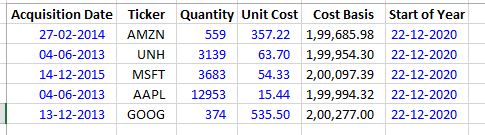 Acquisition Date Ticker Quantity Unit Cost Cost Basis Start of Year
27-02-2014 AMZN 559 357.22 1,99,685.98 22-12-2020
04-06-2013 UNH 3139 63.70 1,99,954.30 22-12-2020
14-12-2015 MSFT 3683 54.33 2,00,097.39 22-12-2020
04-06-2013 AAPL 12953 15.44 1,99,994.32 22-12-2020
13-12-2013 GOOG 374 535.50 2,00,277.00 22-12-2020